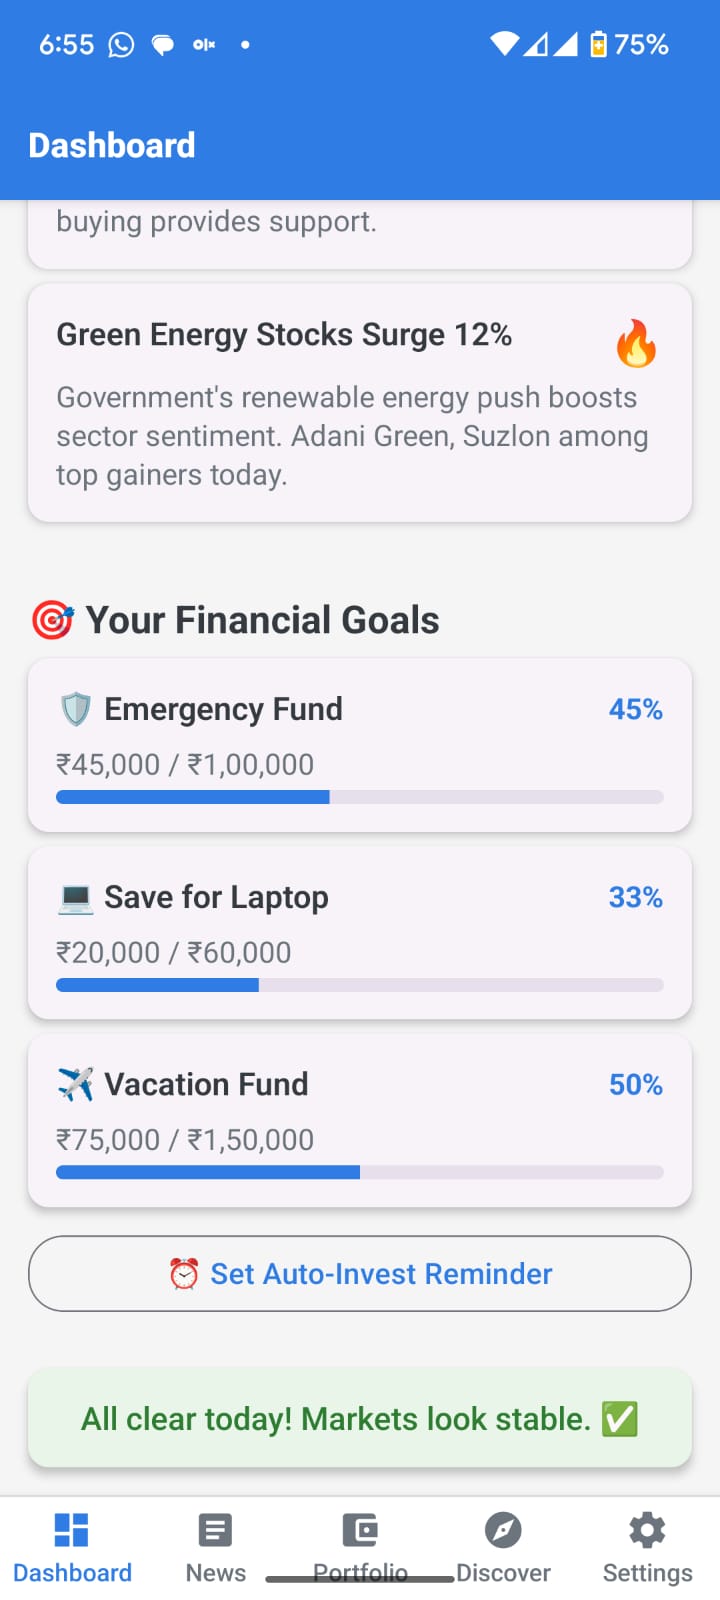 6:55 olx 75%
Dashboard
buying provides support.
Green Energy Stocks Surge 12%
Government's renewable energy push boosts
sector sentiment. Adani Green, Suzlon among
top gainers today.
Your Financial Goals
Emergency Fund 45%
₹45,000 / ₹1,00,000
Save for Laptop 33%
₹20,000 / ₹60,000
Vacation Fund 50%
₹75,000 / ₹1,50,000
Set Auto-Invest Reminder
All clear today! Markets look stable.
Dashboard News Portfolio Discover Settings